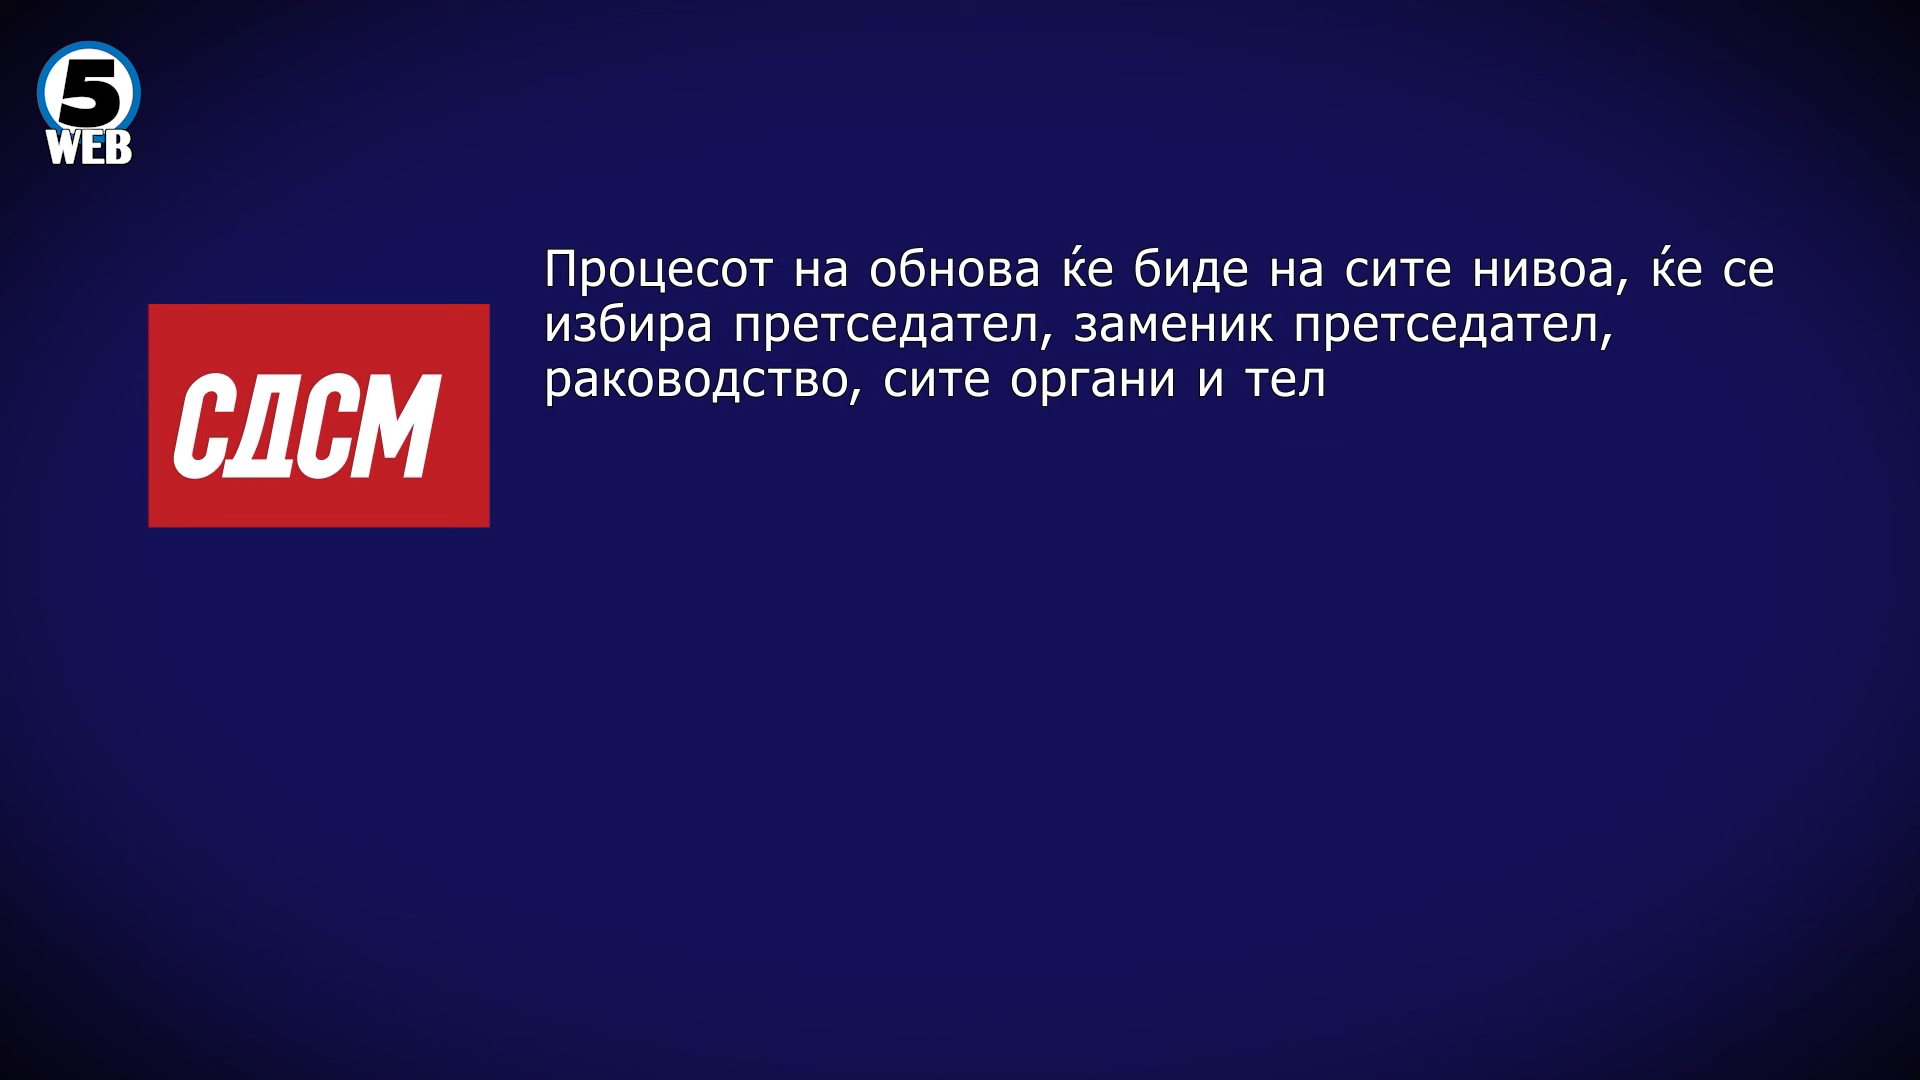 5
WEB
Процесот на обнова ќе биде на сите нивоа, ќе се
избира претседател, заменик претседател,
раководство, сите органи и тел
СДСМ